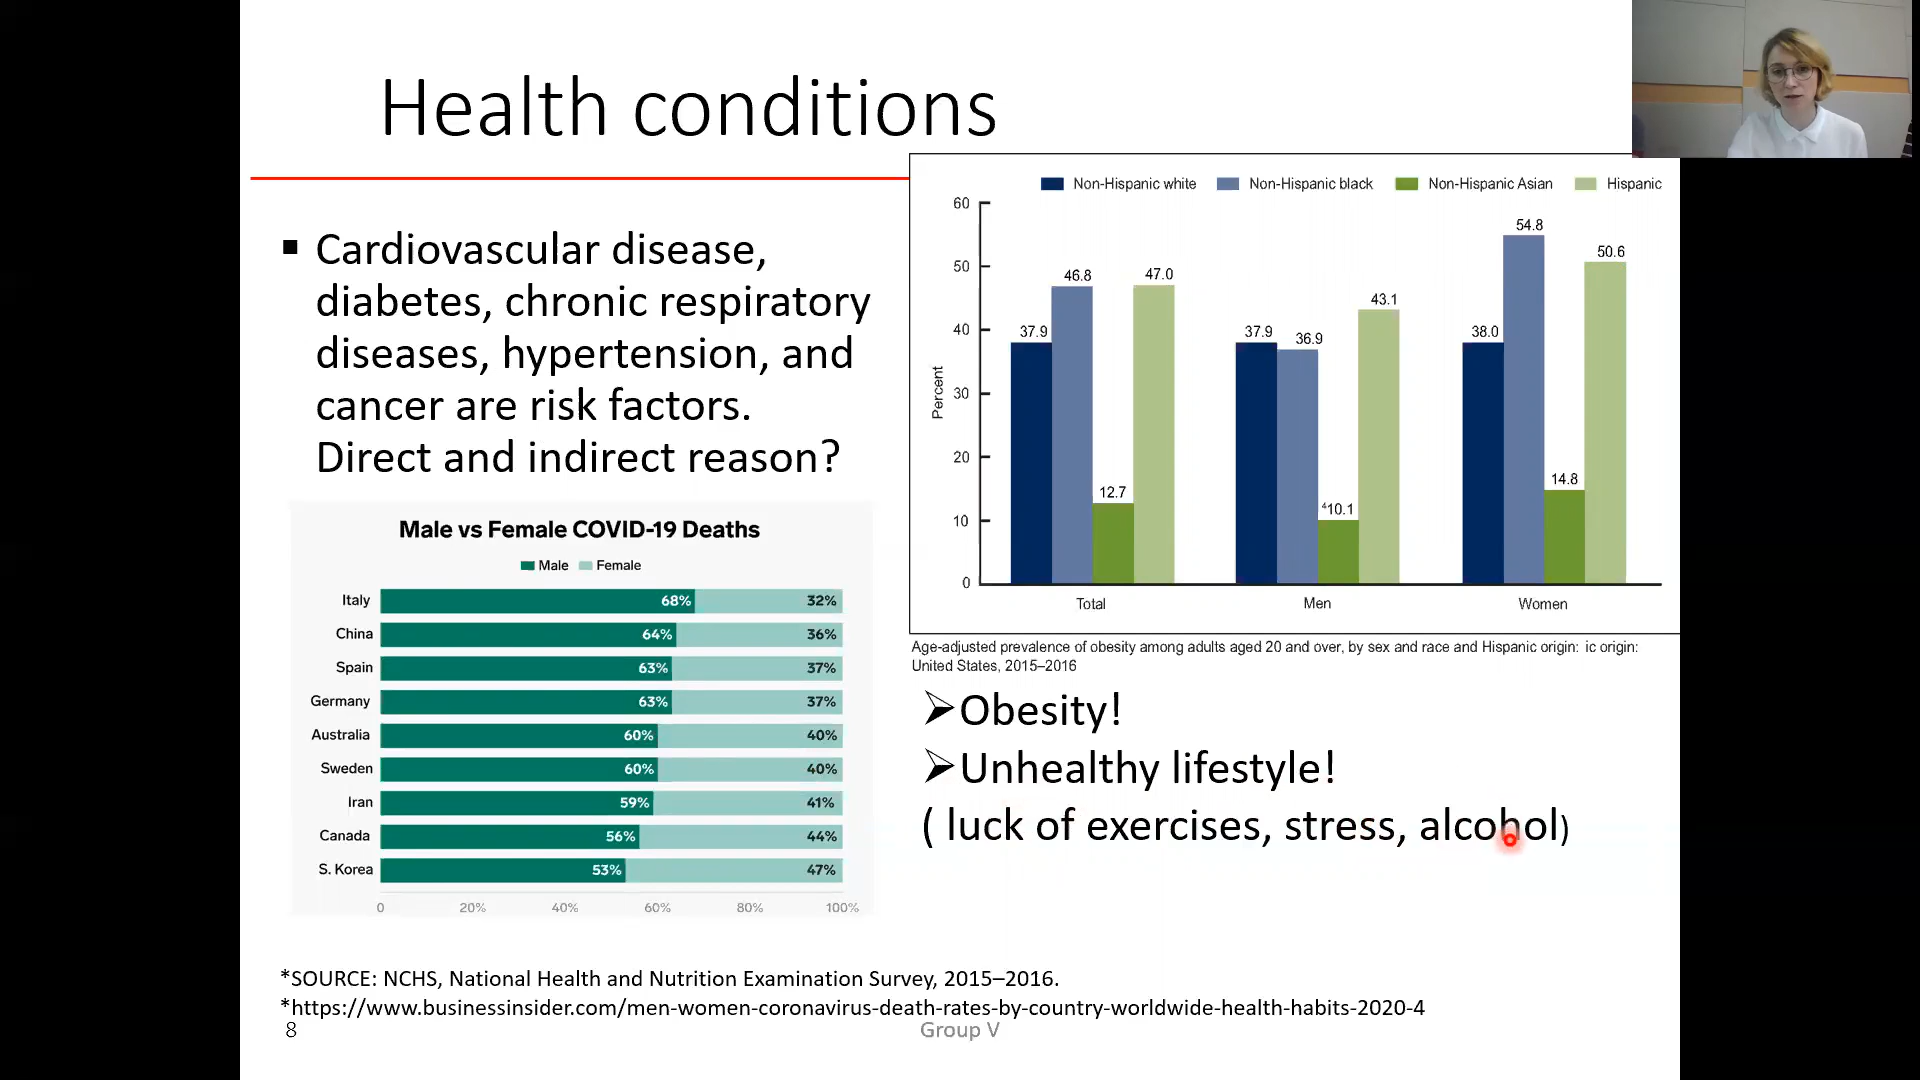 Health conditions
▪ Cardiovascular disease,
diabetes, chronic respiratory
diseases, hypertension, and
cancer are risk factors.
Direct and indirect reason?
Male vs Female COVID-19 Deaths
Male Female
Italy 68% 32%
China 64% 36%
Spain 63% 37%
Germany 63% 37%
Australia 60% 40%
Sweden 60% 40%
Iran 59% 41%
Canada 56% 44%
S. Korea 53% 47%
0 20% 40% 60% 80% 100%
Non-Hispanic white Non-Hispanic black Non-Hispanic Asian Hispanic
Percent
60
50
40
30
20
10
0
37.9 46.8 12.7 47.0
37.9 36.9 ⁴10.1 43.1
38.0 54.8 14.8 50.6
Total Men Women
Age-adjusted prevalence of obesity among adults aged 20 and over, by sex and race and Hispanic origin: ic origin:
United States, 2015–2016
➢Obesity!
➢Unhealthy lifestyle!
( luck of exercises, stress, alcohol)
*SOURCE: NCHS, National Health and Nutrition Examination Survey, 2015–2016.
*https://www.businessinsider.com/men-women-coronavirus-death-rates-by-country-worldwide-health-habits-2020-4
8
Group V